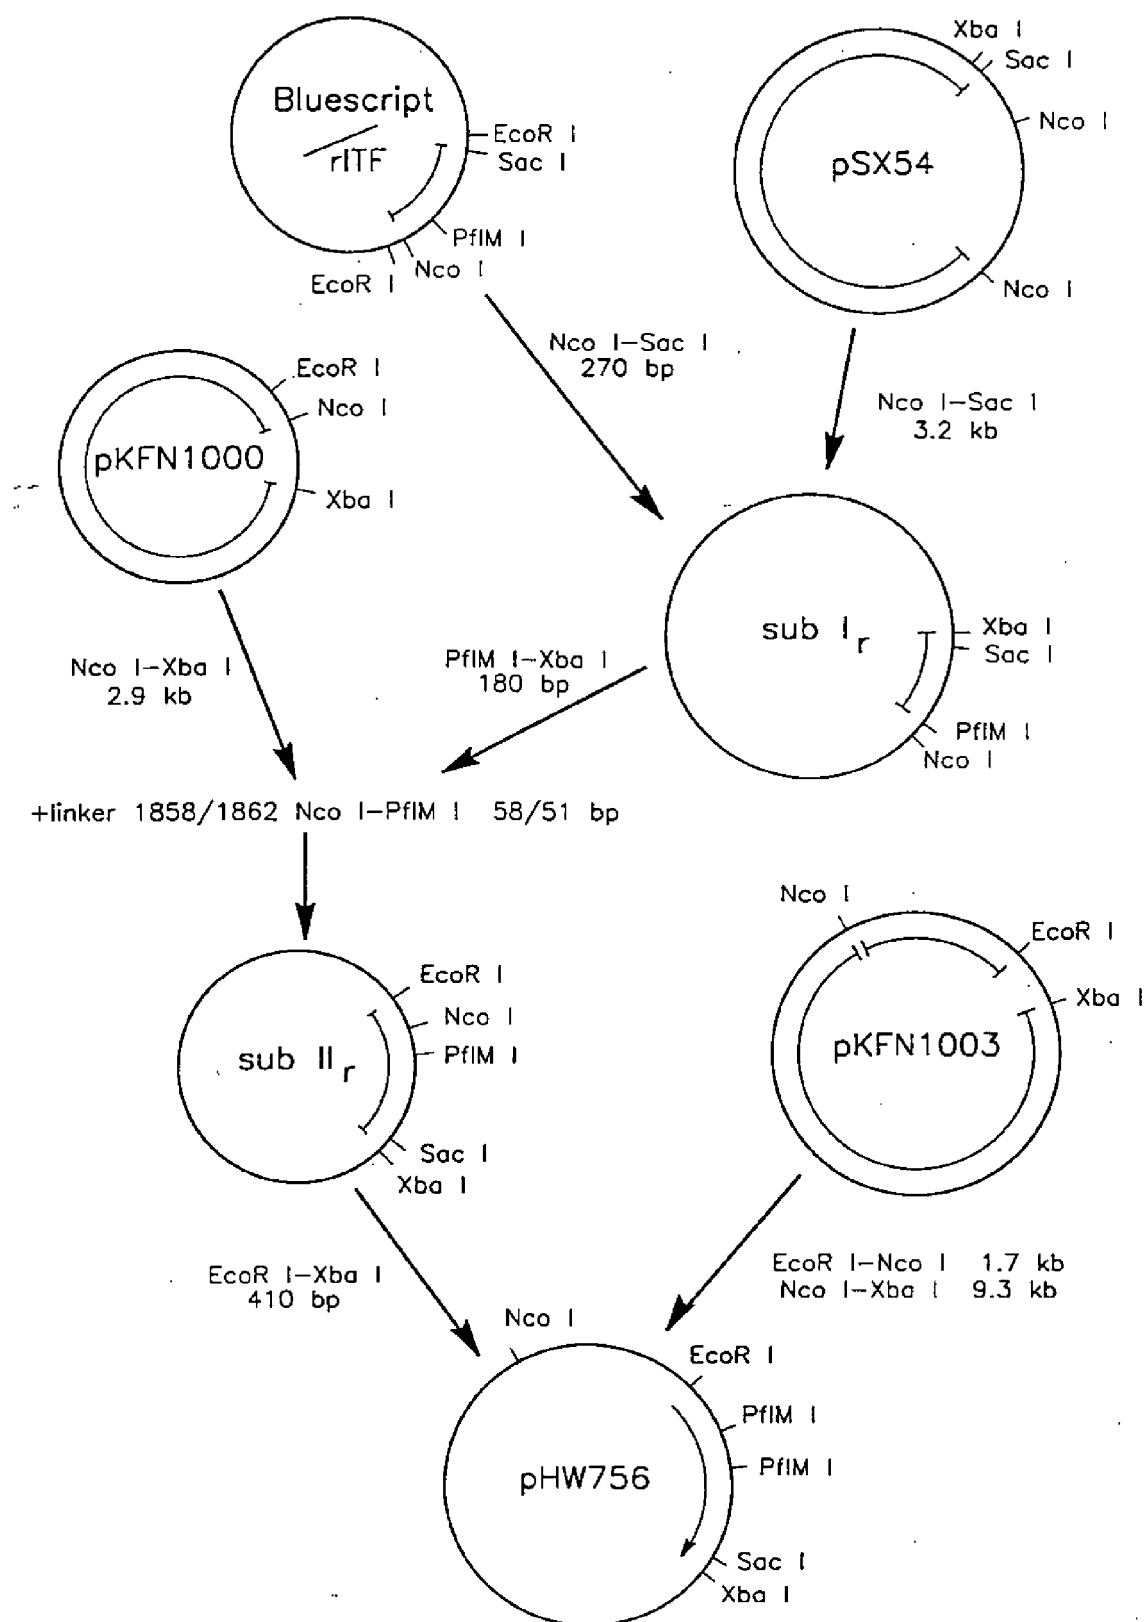 Bluescript
rITF
EcoR I
Sac I
PflM I
Nco I
EcoR I
Xba I
Sac I
Nco I
pSX54
Nco I
Nco I-Sac I
270 bp
Nco I-Sac I
3.2 kb
EcoR I
Nco I
pKFN1000
Xba I
sub Ir
Xba I
Sac I
PflM I
Nco I
Nco I-Xba I
2.9 kb
PflM I-Xba I
180 bp
+linker 1858/1862 Nco I-PflM I 58/51 bp
EcoR I
Nco I
PflM I
sub IIr
Sac I
Xba I
Nco I
EcoR I
Xba I
pKFN1003
EcoR I-Xba I
410 bp
EcoR I-Nco I 1.7 kb
Nco I-Xba I 9.3 kb
Nco I
EcoR I
PflM I
PflM I
pHW756
Sac I
Xba I